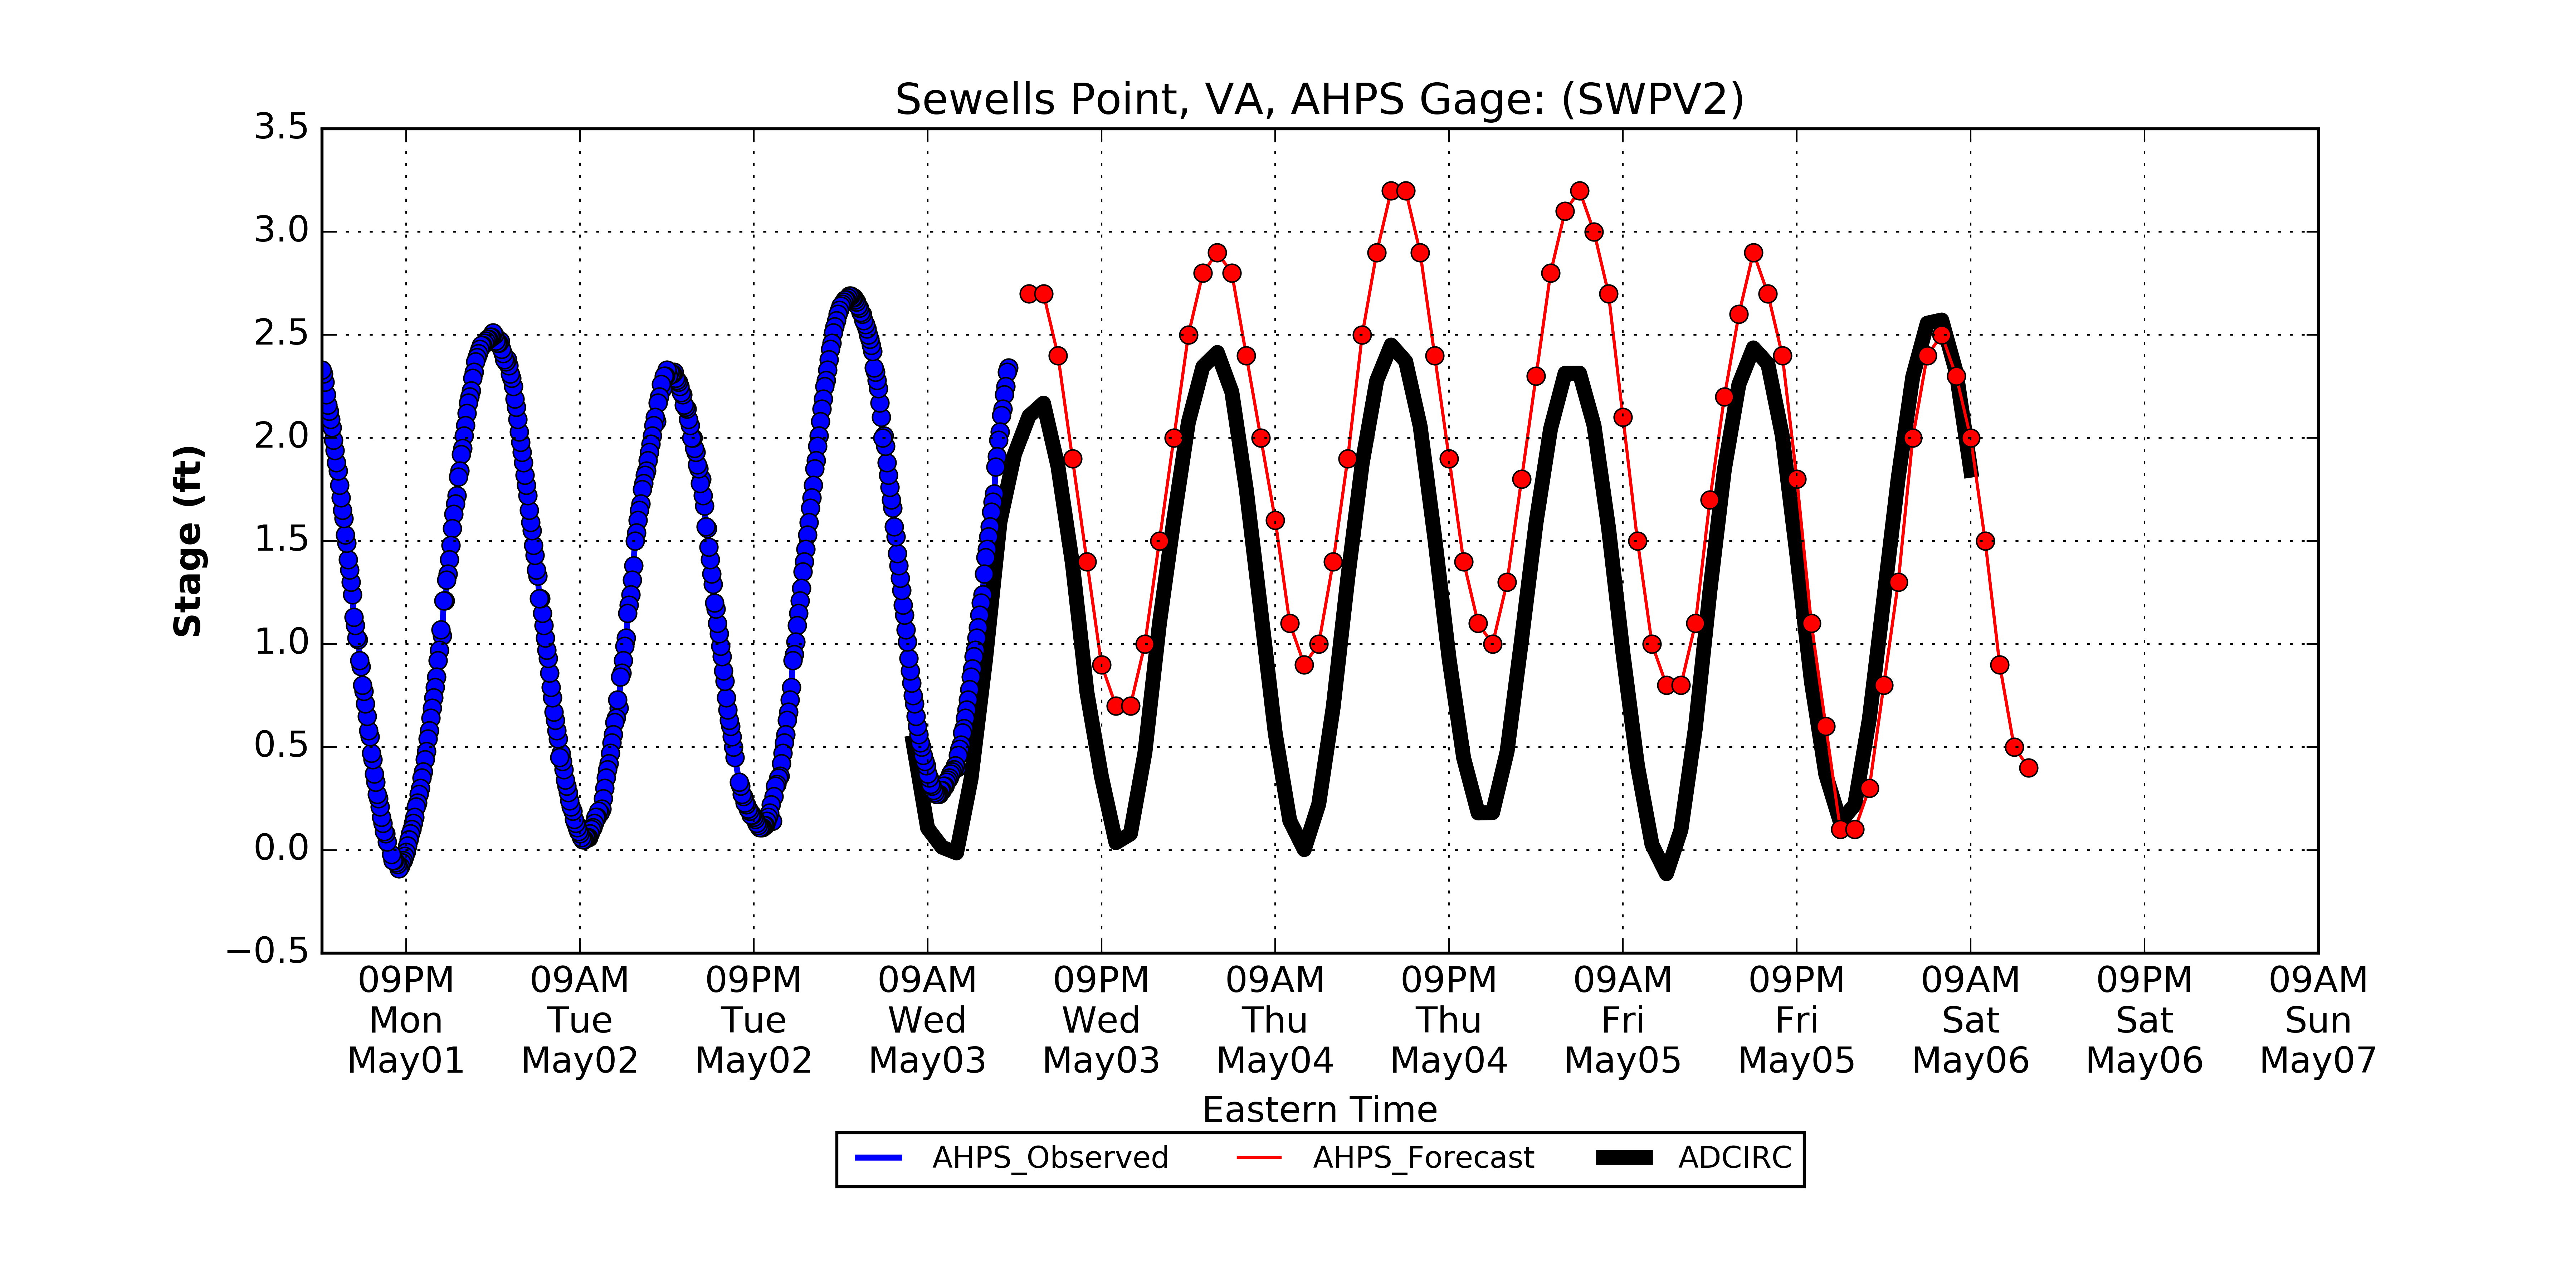 Sewells Point, VA, AHPS Gage: (SWPV2)
3.5
3.0
2.5
2.0
1.5
1.0
0.5
0.0
−0.5
Stage (ft)
09PM 09AM 09PM 09AM 09PM 09AM 09PM 09AM 09PM 09AM 09PM 09AM
Mon Tue Tue Wed Wed Thu Thu Fri Fri Sat Sat Sun
May01 May02 May02 May03 May03 May04 May04 May05 May05 May06 May06 May07
Eastern Time
AHPS_Observed AHPS_Forecast ADCIRC